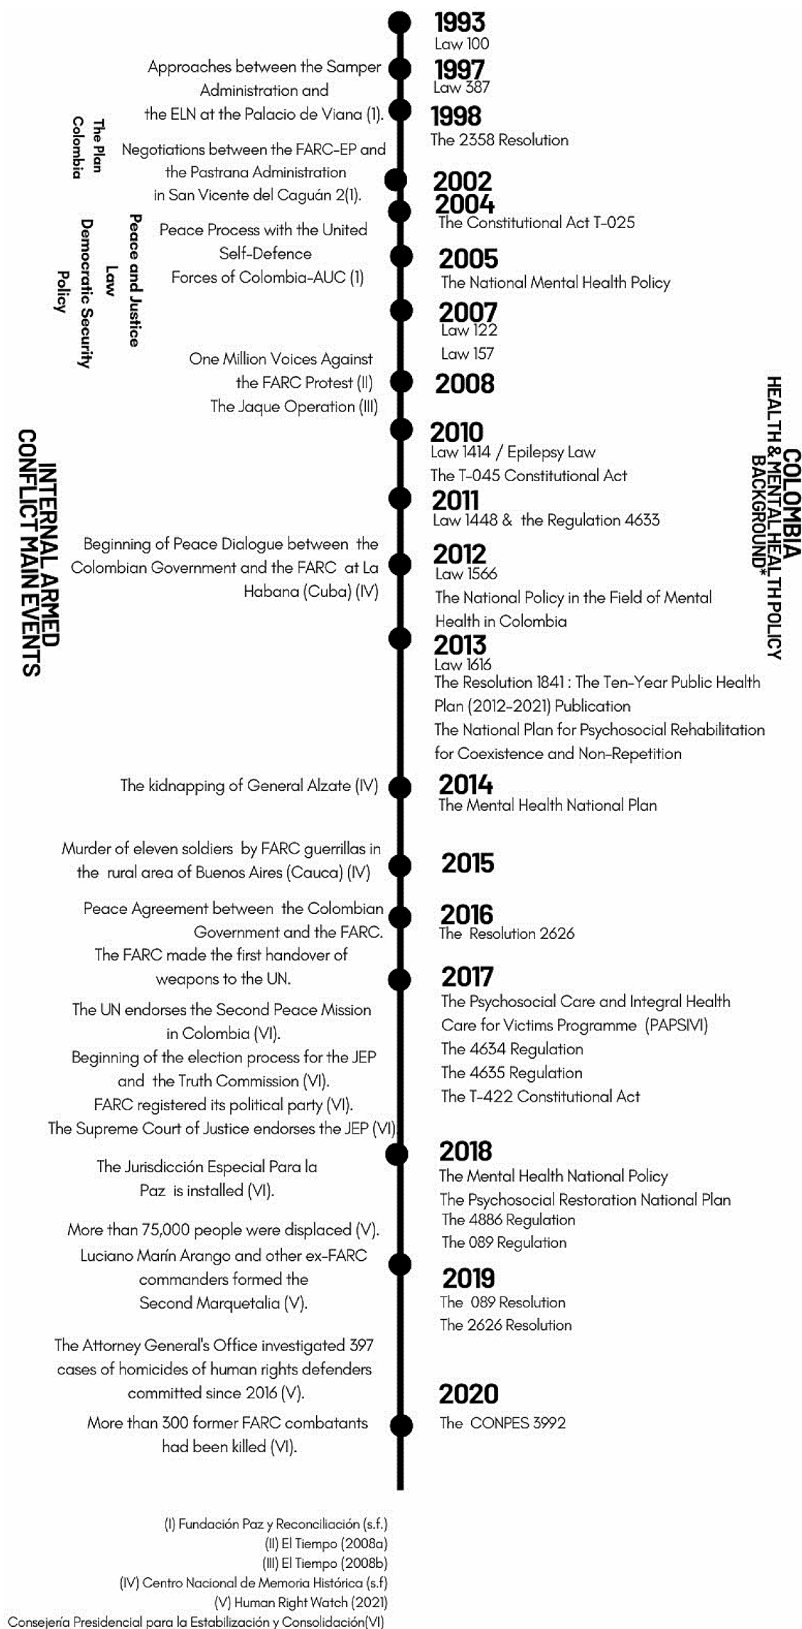 1993
Law 100
Approaches between the Samper
Administration and
the ELN at the Palacio de Viana (1).
1997
Law 387
1998
The 2358 Resolution
The Plan
Colombia
Negotiations between the FARC-EP and
the Pastrana Administration
in San Vicente del Caguán 2(1).
2002
2004
The Constitutional Act T-025
Peace and Justice
Law
Democratic Security
Policy
Peace Process with the United
Self-Defence
Forces of Colombia-AUC (1)
2005
The National Mental Health Policy
2007
Law 122
Law 157
One Million Voices Against
the FARC Protest (II)
The Jaque Operation (III)
2008
COLOMBIA
HEALTH & MENTAL HEALTH POLICY
BACKGROUND*
INTERNAL ARMED
CONFLICT MAIN EVENTS
2010
Law 1414 / Epilepsy Law
The T-045 Constitutional Act
2011
Law 1448 & the Regulation 4633
Beginning of Peace Dialogue between the
Colombian Government and the FARC at La
Habana (Cuba) (IV)
2012
Law 1566
The National Policy in the Field of Mental
Health in Colombia
2013
Law 1616
The Resolution 1841 : The Ten-Year Public Health
Plan (2012-2021) Publication
The National Plan for Psychosocial Rehabilitation
for Coexistence and Non-Repetition
The kidnapping of General Alzate (IV)
2014
The Mental Health National Plan
Murder of eleven soldiers by FARC guerrillas in
the rural area of Buenos Aires (Cauca) (IV)
2015
Peace Agreement between the Colombian
Government and the FARC.
2016
The Resolution 2626
The FARC made the first handover of
weapons to the UN.
2017
The Psychosocial Care and Integral Health
Care for Victims Programme (PAPSIVI)
The 4634 Regulation
The 4635 Regulation
The T-422 Constitutional Act
The UN endorses the Second Peace Mission
in Colombia (VI).
Beginning of the election process for the JEP
and the Truth Commission (VI).
FARC registered its political party (VI).
The Supreme Court of Justice endorses the JEP (VI).
2018
The Mental Health National Policy
The Psychosocial Restoration National Plan
The 4886 Regulation
The 089 Regulation
The Jurisdicción Especial Para la
Paz is installed (VI).
More than 75,000 people were displaced (V).
Luciano Marín Arango and other ex-FARC
commanders formed the
Second Marquetalia (V).
2019
The 089 Resolution
The 2626 Resolution
The Attorney General's Office investigated 397
cases of homicides of human rights defenders
committed since 2016 (V).
2020
The CONPES 3992
More than 300 former FARC combatants
had been killed (VI).
(I) Fundación Paz y Reconciliación (s.f.)
(II) El Tiempo (2008a)
(III) El Tiempo (2008b)
(IV) Centro Nacional de Memoria Histórica (s.f)
(V) Human Right Watch (2021)
Consejería Presidencial para la Estabilización y Consolidación(VI)